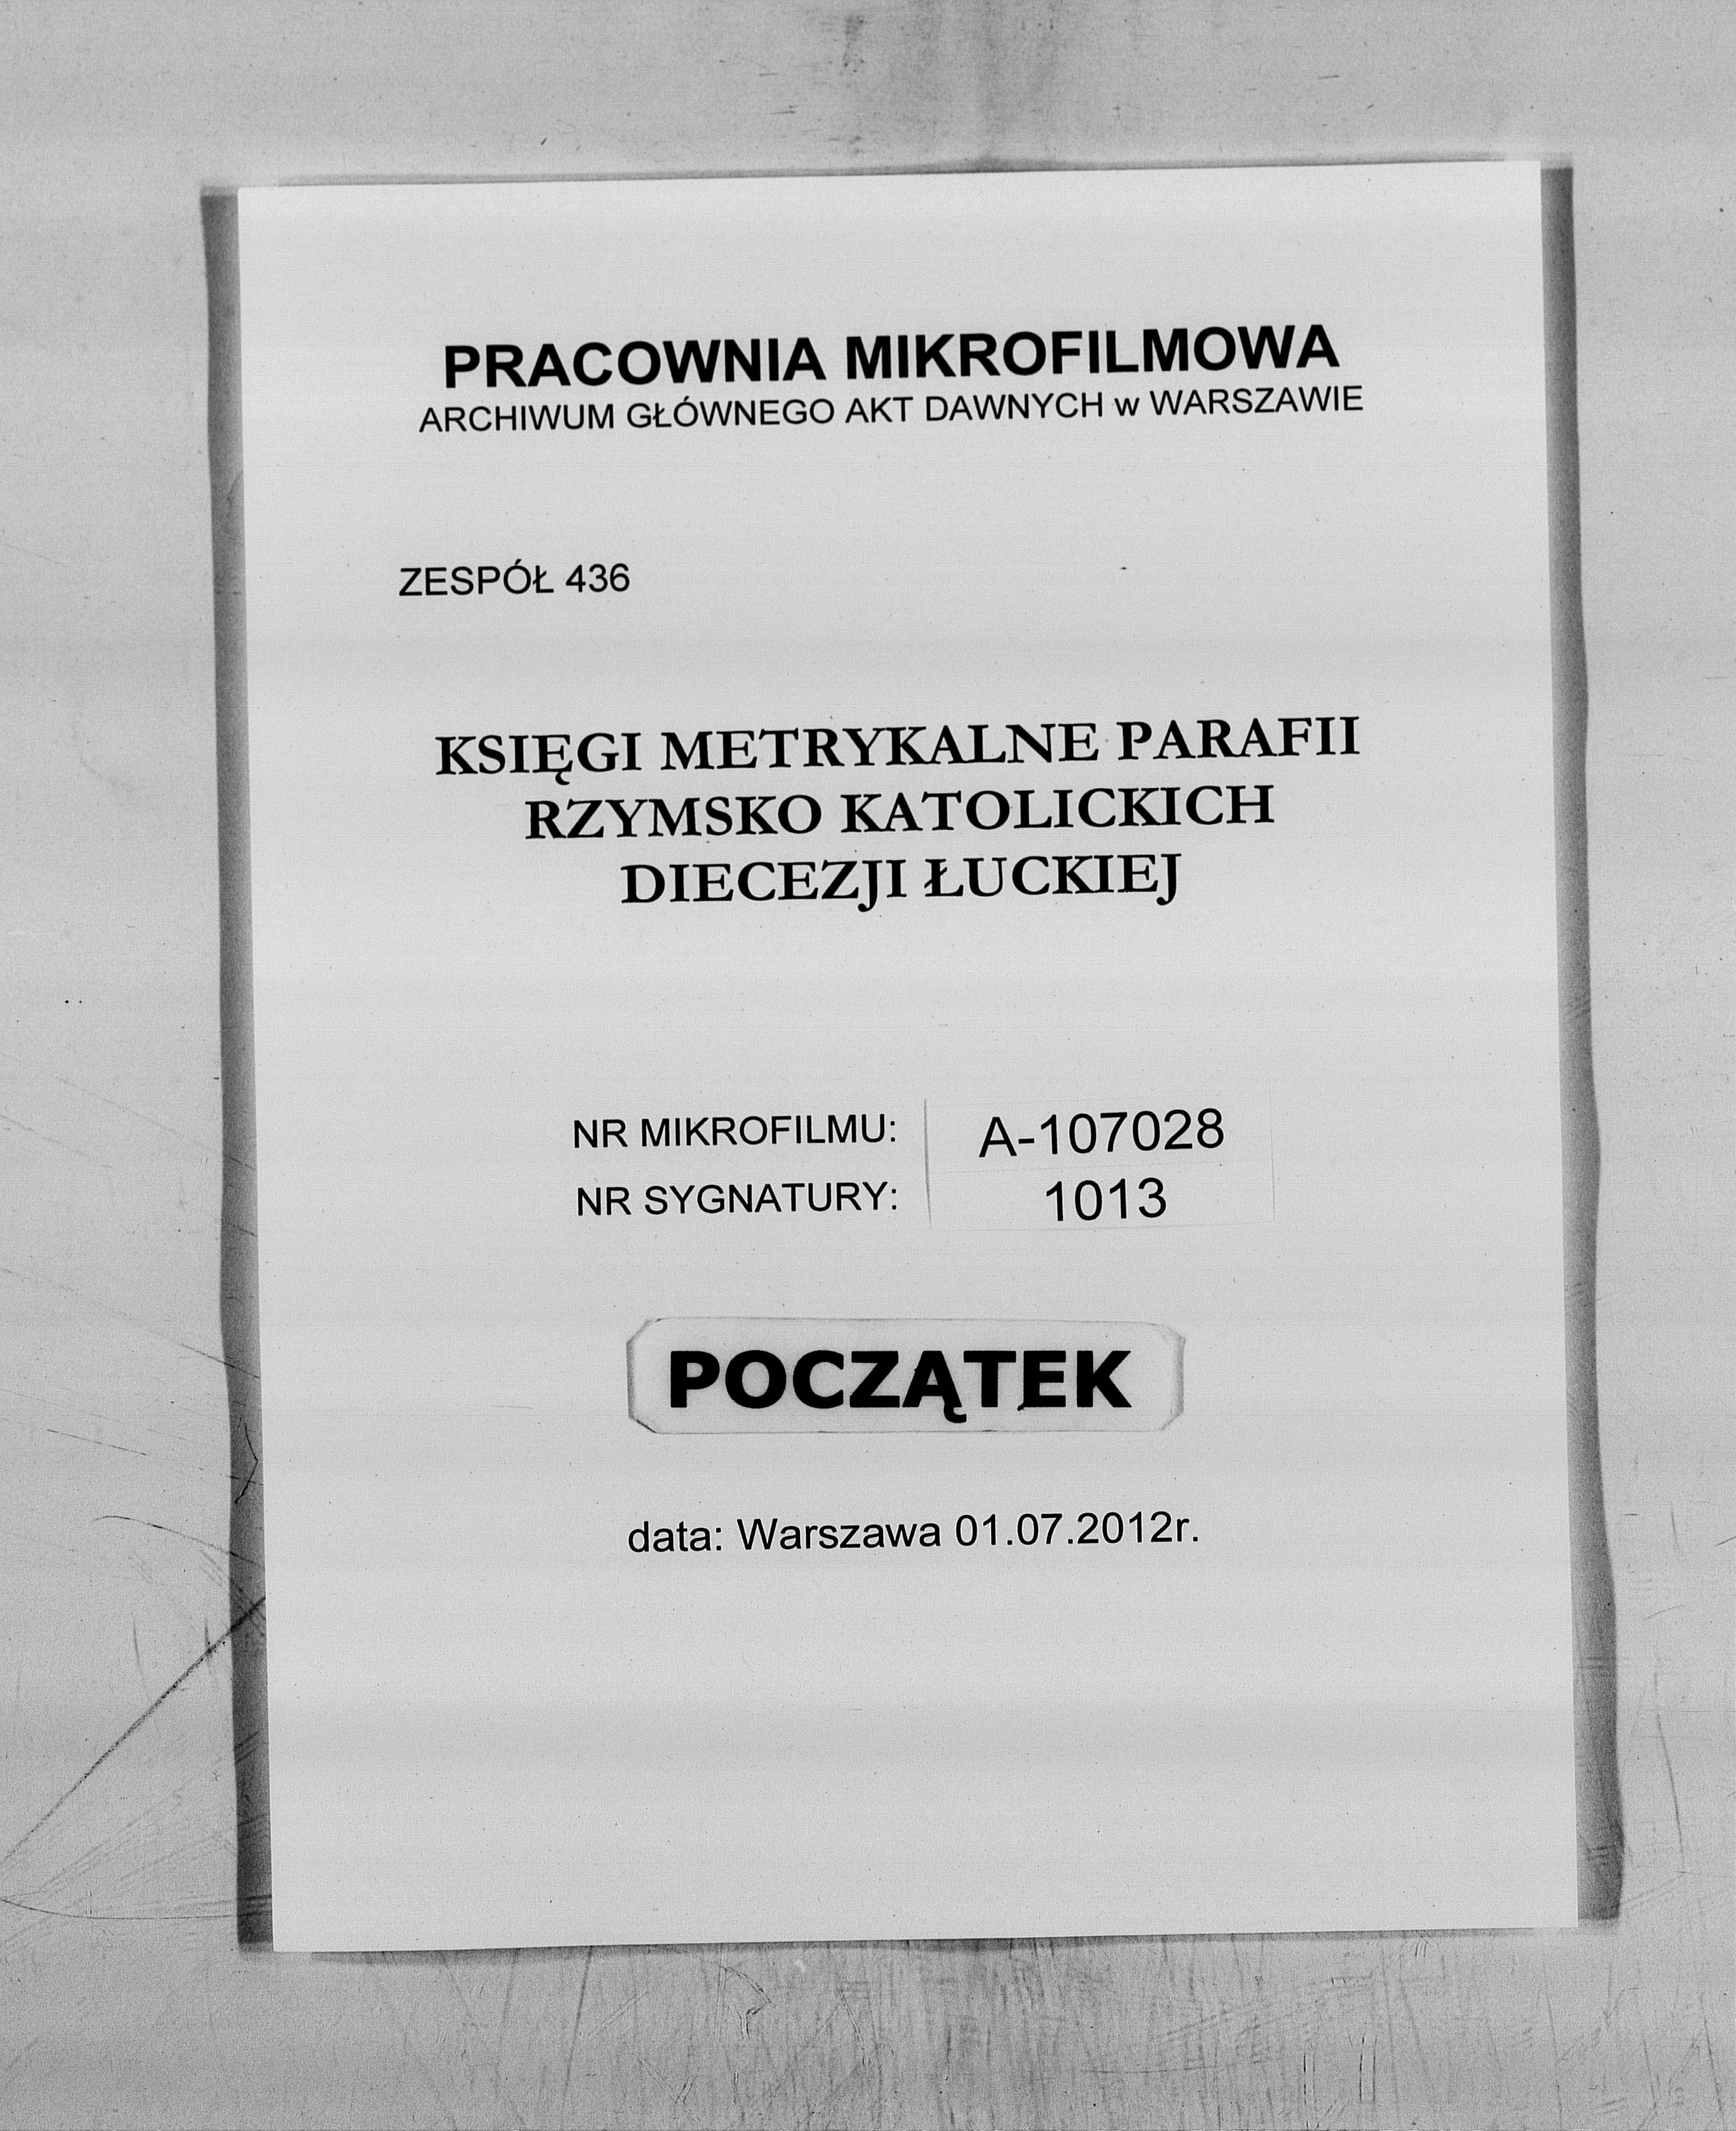 PRACOWNIA MIKROFILMOWA
ARCHIWUM GŁÓWNEGO AKT DAWNYCH w WARSZAWIE
ZESPÓŁ 436
KSIĘGI METRYKALNE PARAFII
RZYMSKO KATOLICKICH
DIECEZJI ŁUCKIEJ
NR MIKROFILMU: A-107028
NR SYGNATURY: 1013
POCZĄTEK
data: Warszawa 01.07.2012r.